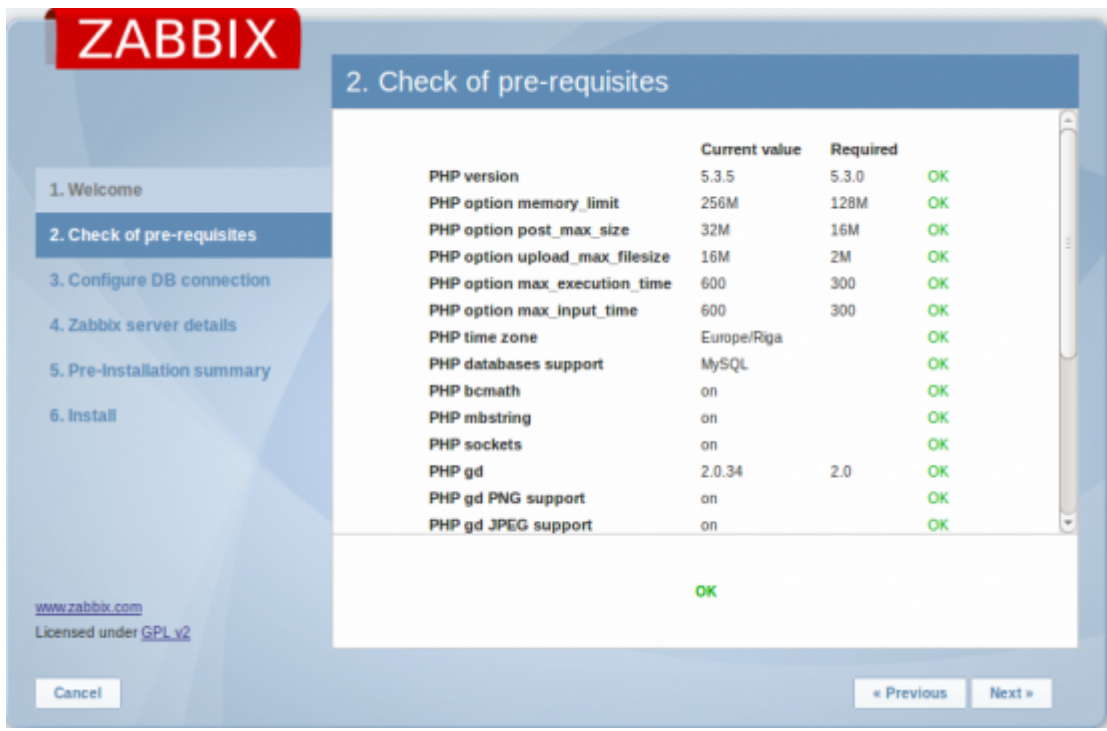 ZABBIX
2. Check of pre-requisites
1. Welcome
2. Check of pre-requisites
3. Configure DB connection
4. Zabbix server details
5. Pre-Installation summary
6. Install
Current value Required
PHP version 5.3.5 5.3.0 OK
PHP option memory_limit 256M 128M OK
PHP option post_max_size 32M 16M OK
PHP option upload_max_filesize 16M 2M OK
PHP option max_execution_time 600 300 OK
PHP option max_input_time 600 300 OK
PHP time zone Europe/Riga OK
PHP databases support MySQL OK
PHP bcmath on OK
PHP mbstring on OK
PHP sockets on OK
PHP gd 2.0.34 2.0 OK
PHP gd PNG support on OK
PHP gd JPEG support on OK
OK
www.zabbix.com
Licensed under GPL v2
Cancel
« Previous
Next »